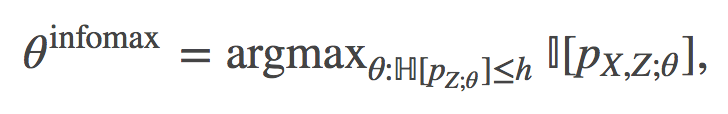 θ^infomax = argmax_{θ:ℍ[p_{Z;θ}]≤h} 𝕀[p_{X,Z;θ}],